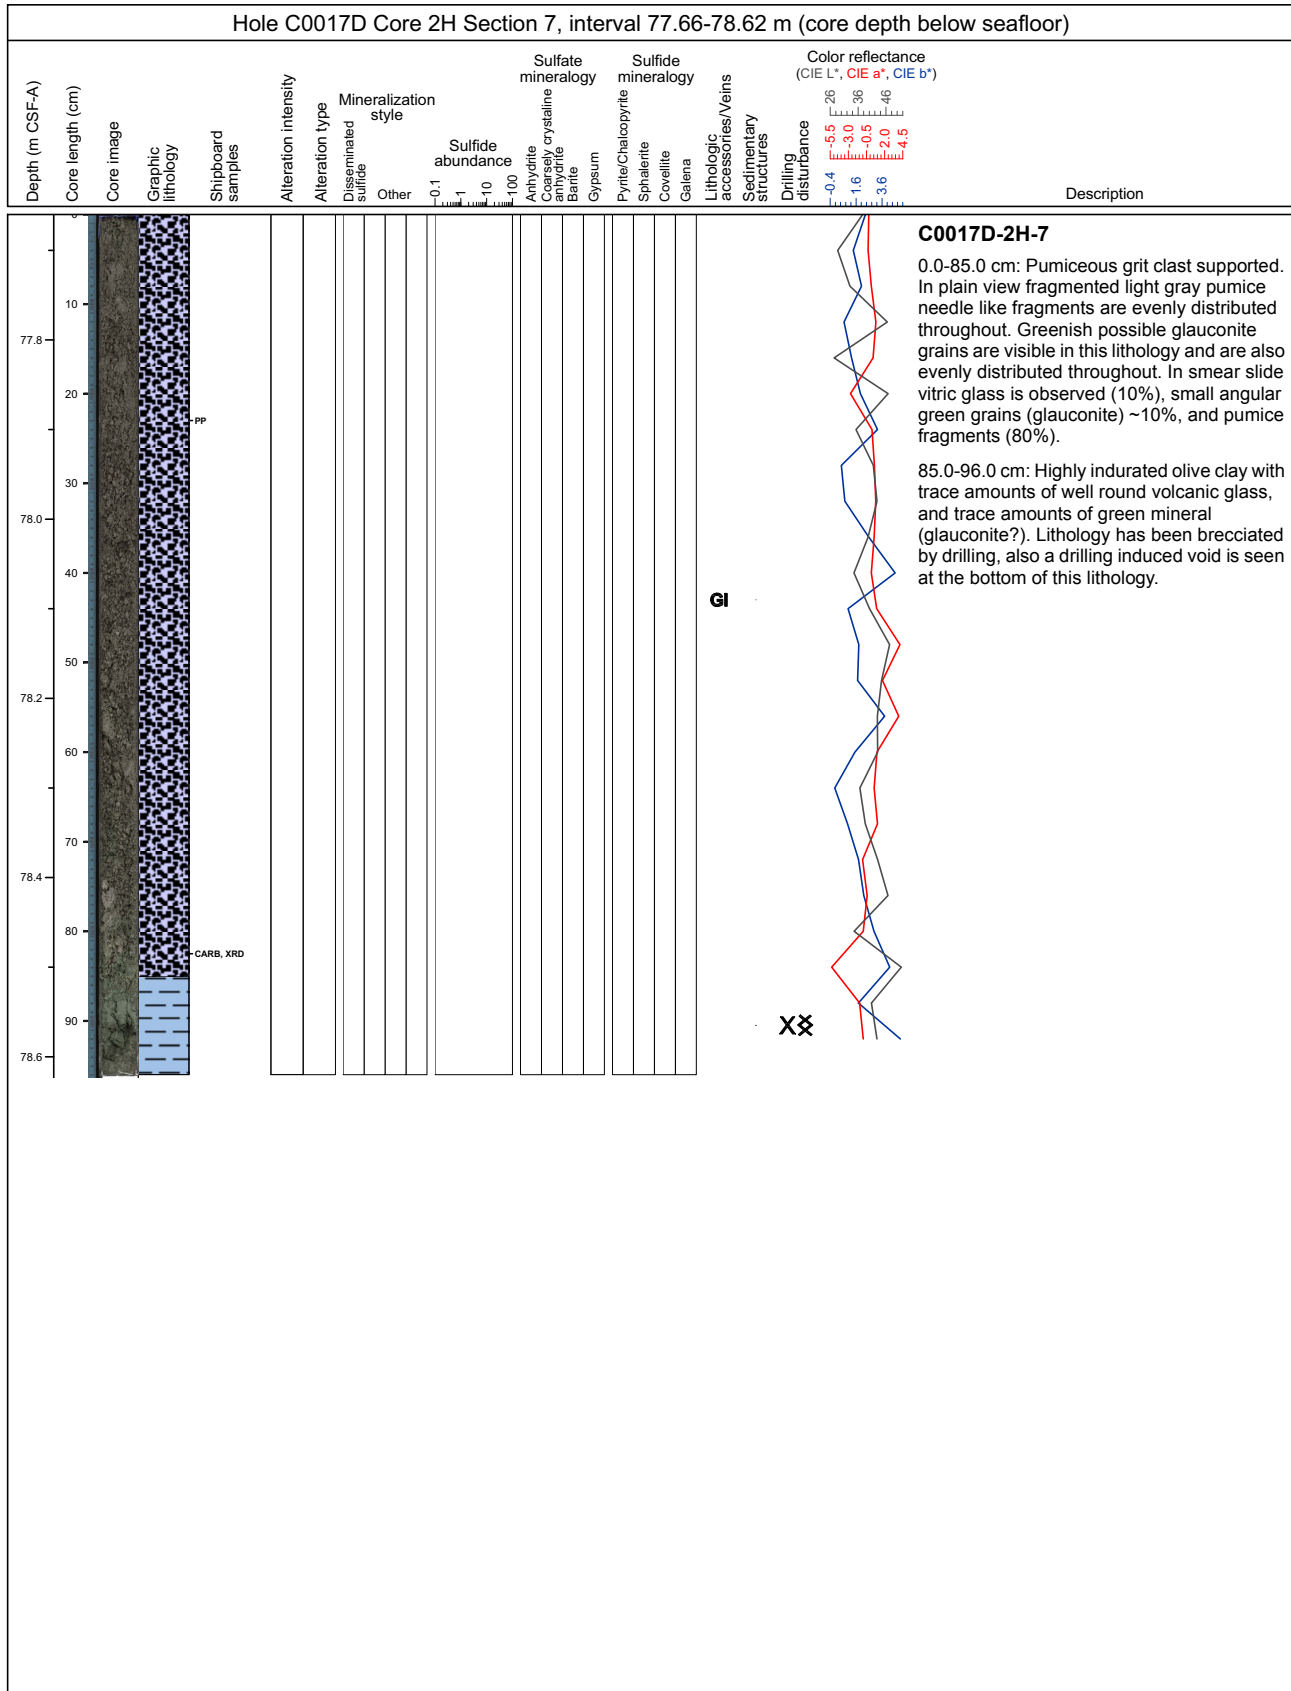 Hole C0017D Core 2H Section 7, interval 77.66-78.62 m (core depth below seafloor)
Depth (m CSF-A)
Core length (cm)
Core image
Graphic
lithology
Shipboard
samples
Alteration intensity
Alteration type
Mineralization
style
Disseminated
sulfide
Other
Sulfide
abundance
0.1
1
10
100
Sulfate
mineralogy
Anhydrite
Coarsely crystaline
anhydrite
Barite
Gypsum
Sulfide
mineralogy
Pyrite/Chalcopyrite
Sphalerite
Covellite
Galena
Lithologic
accessories/Veins
Sedimentary
structures
Drilling
disturbance
Color reflectance
(CIE L*, CIE a*, CIE b*)
26 36 46
-5.5 -3.0 -0.5 2.0 4.5
-0.4 1.6 3.6
Description
0
10
77.8
20
PP
30
78.0
40
GI
50
78.2
60
70
78.4
80
CARB, XRD
90
78.6
C0017D-2H-7
0.0-85.0 cm: Pumiceous grit clast supported.
In plain view fragmented light gray pumice
needle like fragments are evenly distributed
throughout. Greenish possible glauconite
grains are visible in this lithology and are also
evenly distributed throughout. In smear slide
vitric glass is observed (10%), small angular
green grains (glauconite) ~10%, and pumice
fragments (80%).
85.0-96.0 cm: Highly indurated olive clay with
trace amounts of well round volcanic glass,
and trace amounts of green mineral
(glauconite?). Lithology has been brecciated
by drilling, also a drilling induced void is seen
at the bottom of this lithology.